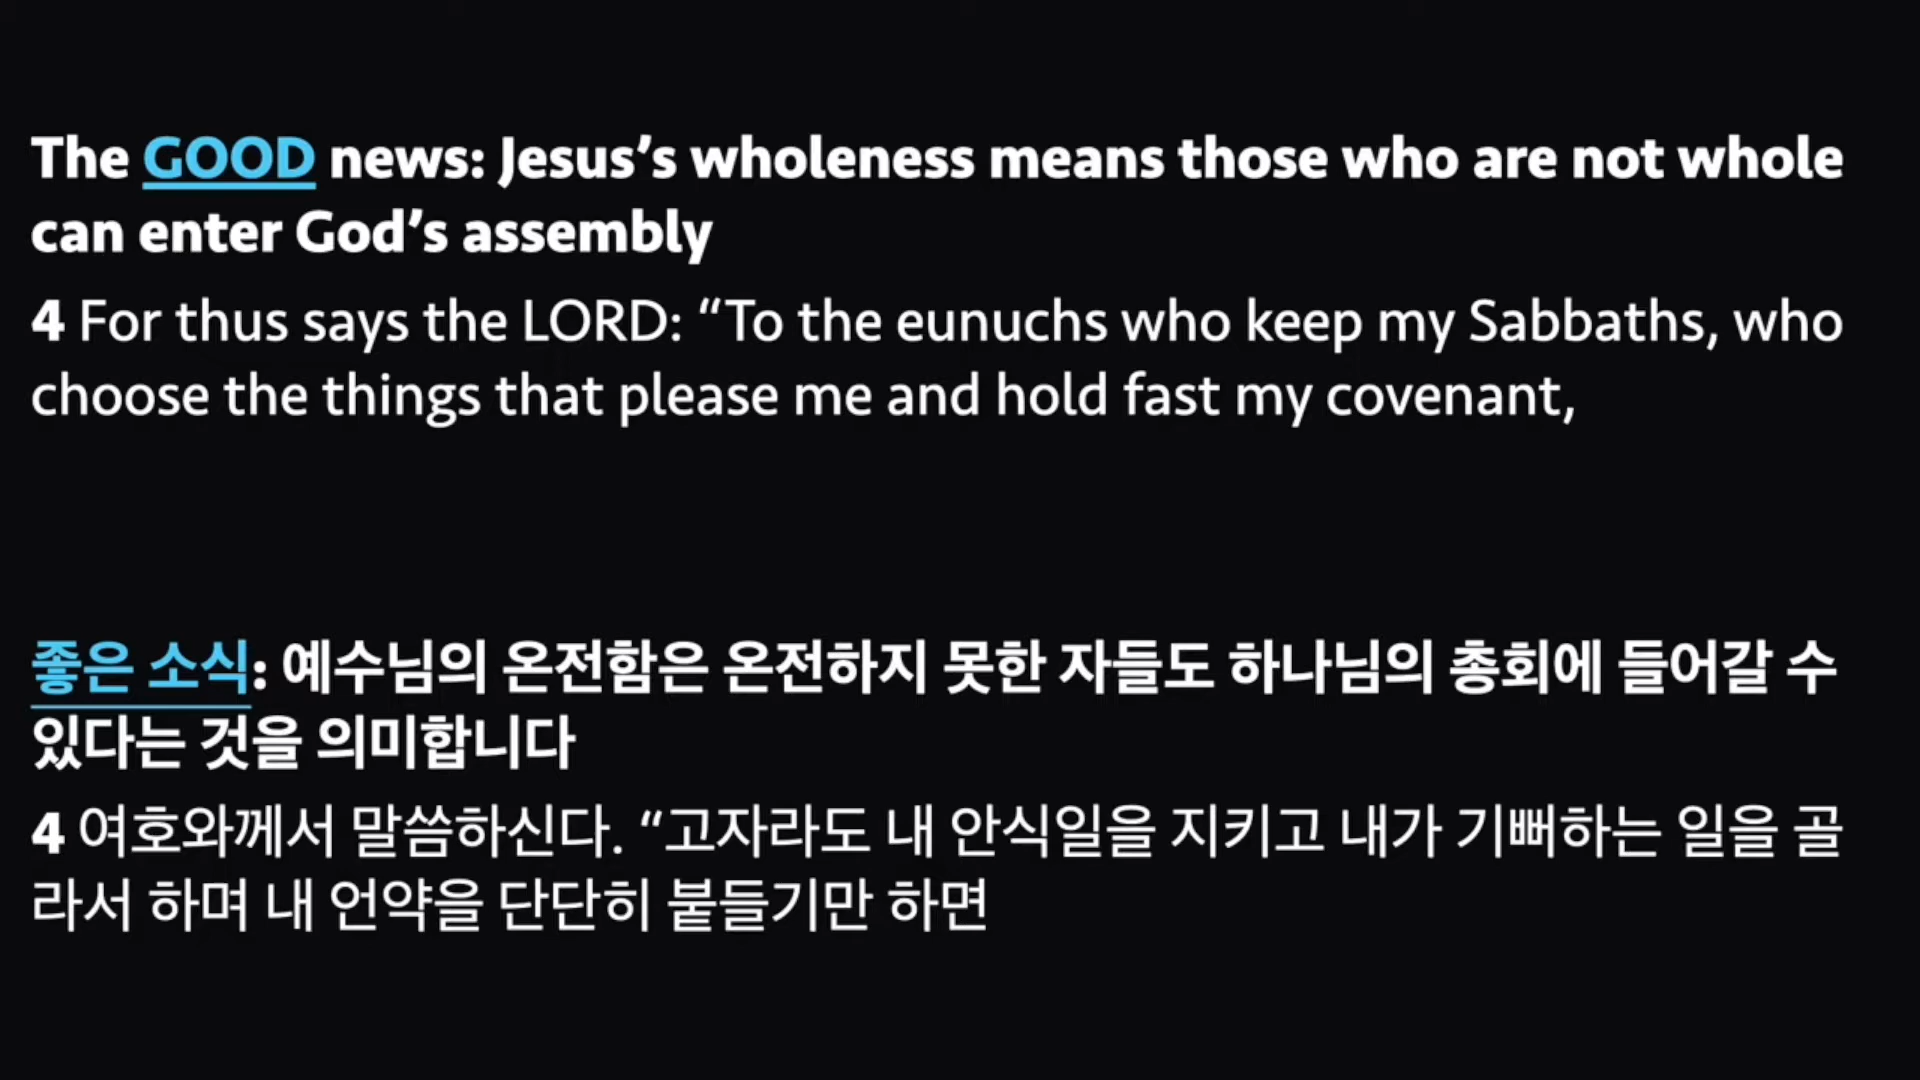 The GOOD news: Jesus’s wholeness means those who are not whole
can enter God’s assembly
4 For thus says the LORD: “To the eunuchs who keep my Sabbaths, who
choose the things that please me and hold fast my covenant,
좋은 소식: 예수님의 온전함은 온전하지 못한 자들도 하나님의 총회에 들어갈 수
있다는 것을 의미합니다
4 여호와께서 말씀하신다. “고자라도 내 안식일을 지키고 내가 기뻐하는 일을 골
라서 하며 내 언약을 단단히 붙들기만 하면